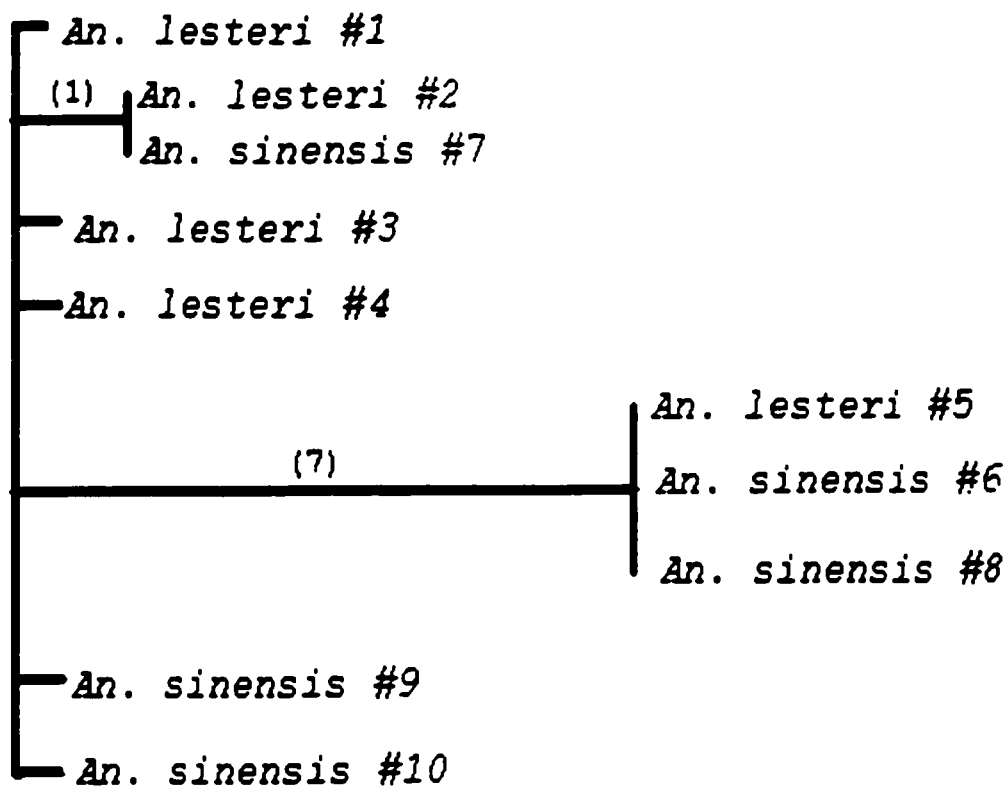 An. lesteri #1
(1)
An. lesteri #2
An. sinensis #7
An. lesteri #3
An. lesteri #4
An. lesteri #5
(7)
An. sinensis #6
An. sinensis #8
An. sinensis #9
An. sinensis #10